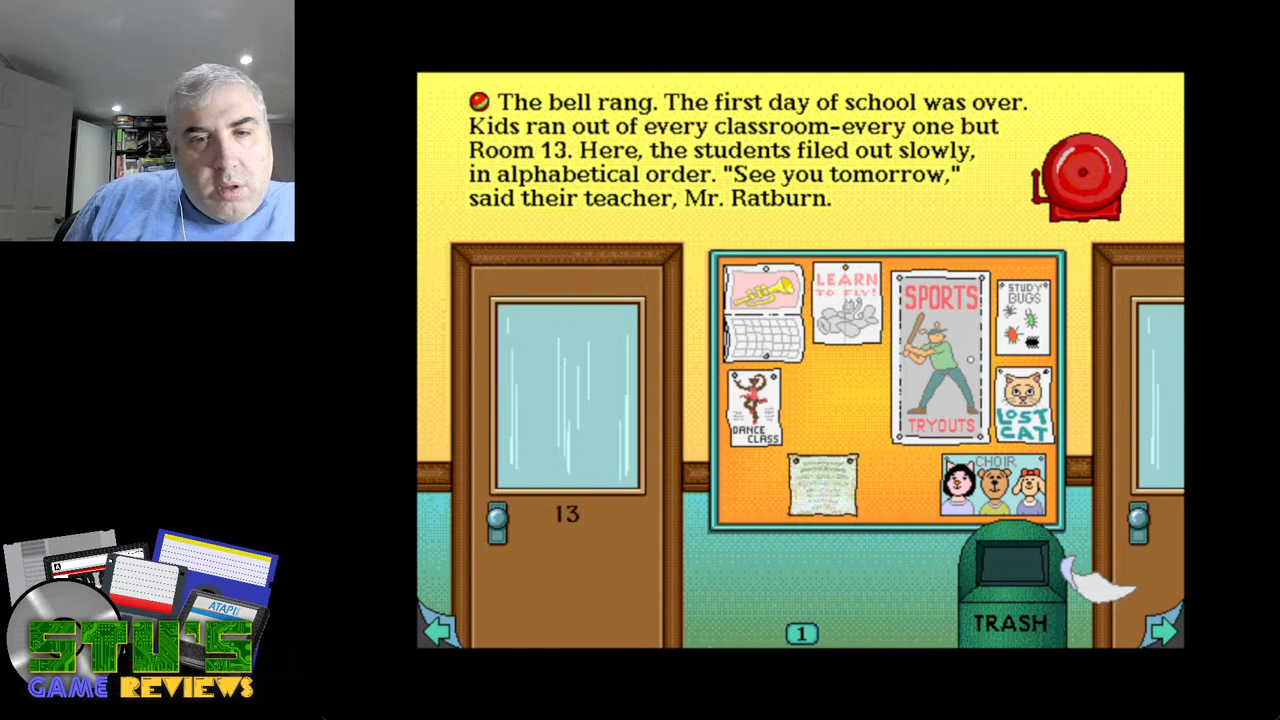 The bell rang. The first day of school was over.
Kids ran out of every classroom-every one but
Room 13. Here, the students filed out slowly,
in alphabetical order. "See you tomorrow,"
said their teacher, Mr. Ratburn.
LEARN
TO FLY!
SPORTS
TRYOUTS
STUDY
BUGS
DANCE
CLASS
LOST
CAT
CHOIR
13
TRASH
1
ATARI
STU'S
GAME REVIEWS